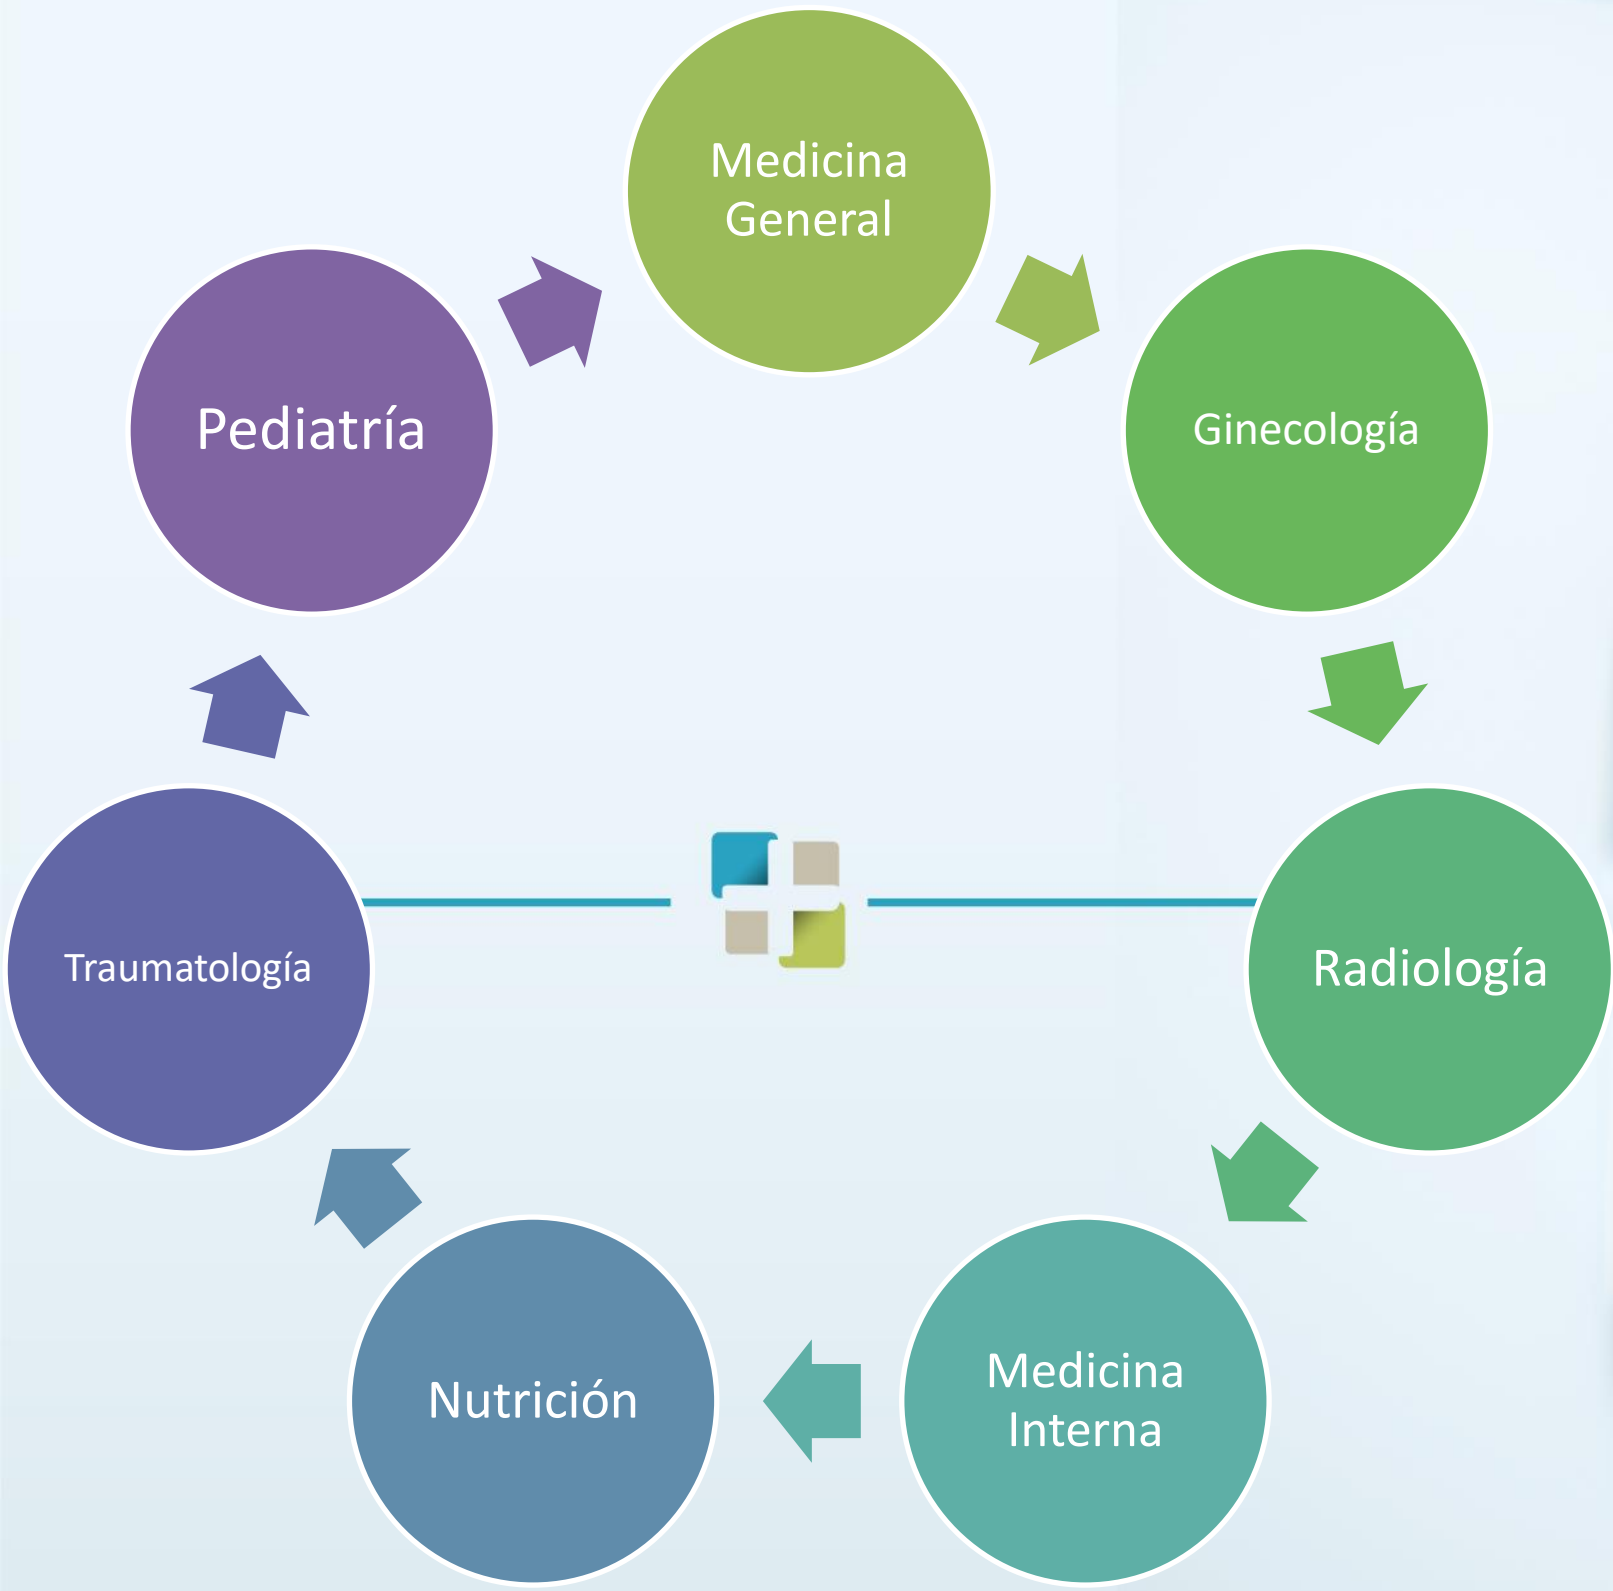 Medicina
General
Ginecología
Radiología
Medicina
Interna
Nutrición
Traumatología
Pediatría